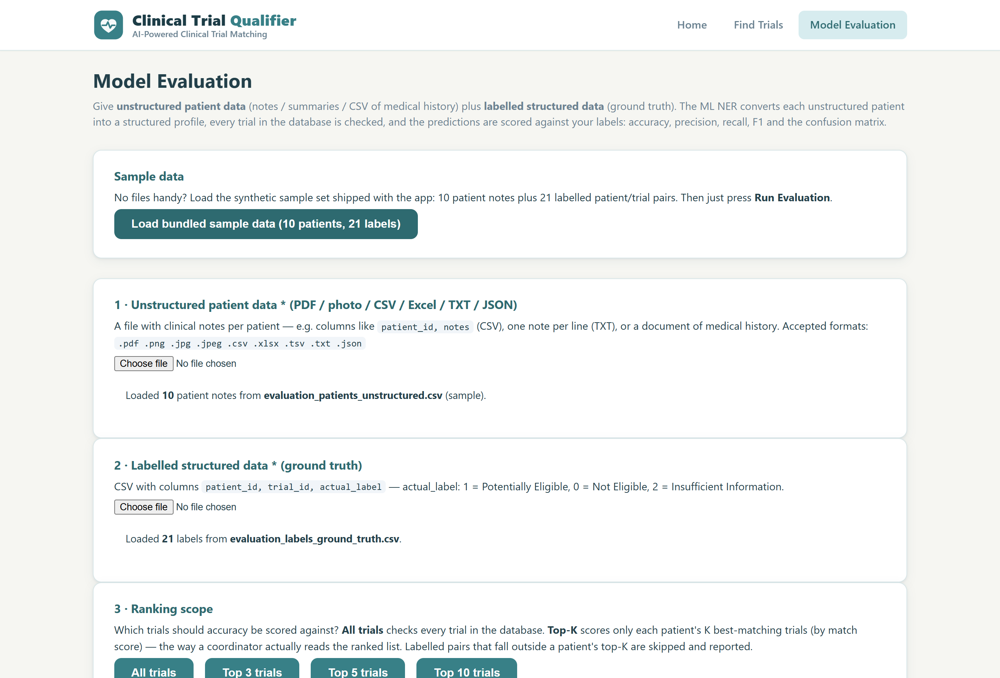 Clinical Trial Qualifier
AI-Powered Clinical Trial Matching
Home
Find Trials
Model Evaluation
Model Evaluation
Give unstructured patient data (notes / summaries / CSV of medical history) plus labelled structured data (ground truth). The ML NER converts each unstructured patient
into a structured profile, every trial in the database is checked, and the predictions are scored against your labels: accuracy, precision, recall, F1 and the confusion matrix.
Sample data
No files handy? Load the synthetic sample set shipped with the app: 10 patient notes plus 21 labelled patient/trial pairs. Then just press Run Evaluation.
Load bundled sample data (10 patients, 21 labels)
1 · Unstructured patient data * (PDF / photo / CSV / Excel / TXT / JSON)
A file with clinical notes per patient — e.g. columns like patient_id, notes (CSV), one note per line (TXT), or a document of medical history. Accepted formats:
.pdf .png .jpg .jpeg .csv .xlsx .tsv .txt .json
Choose file No file chosen
Loaded 10 patient notes from evaluation_patients_unstructured.csv (sample).
2 · Labelled structured data * (ground truth)
CSV with columns patient_id, trial_id, actual_label — actual_label: 1 = Potentially Eligible, 0 = Not Eligible, 2 = Insufficient Information.
Choose file No file chosen
Loaded 21 labels from evaluation_labels_ground_truth.csv.
3 · Ranking scope
Which trials should accuracy be scored against? All trials checks every trial in the database. Top-K scores only each patient's K best-matching trials (by match
score) — the way a coordinator actually reads the ranked list. Labelled pairs that fall outside a patient's top-K are skipped and reported.
All trials
Top 3 trials
Top 5 trials
Top 10 trials